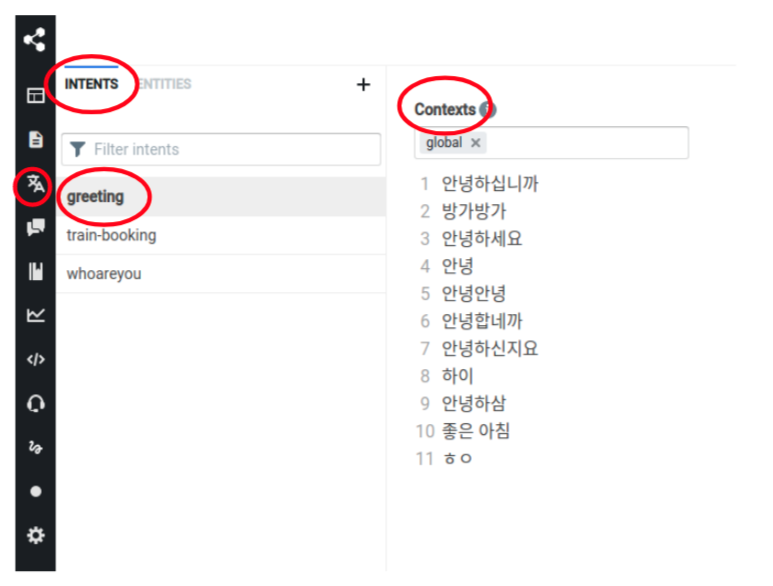 INTENTS ENTITIES +
Filter intents
greeting
train-booking
whoareyou
Contexts
global ×
1 안녕하십니까
2 방가방가
3 안녕하세요
4 안녕
5 안녕안녕
6 안녕합네까
7 안녕하신지요
8 하이
9 안녕하삼
10 좋은 아침
11 ㅎㅇ